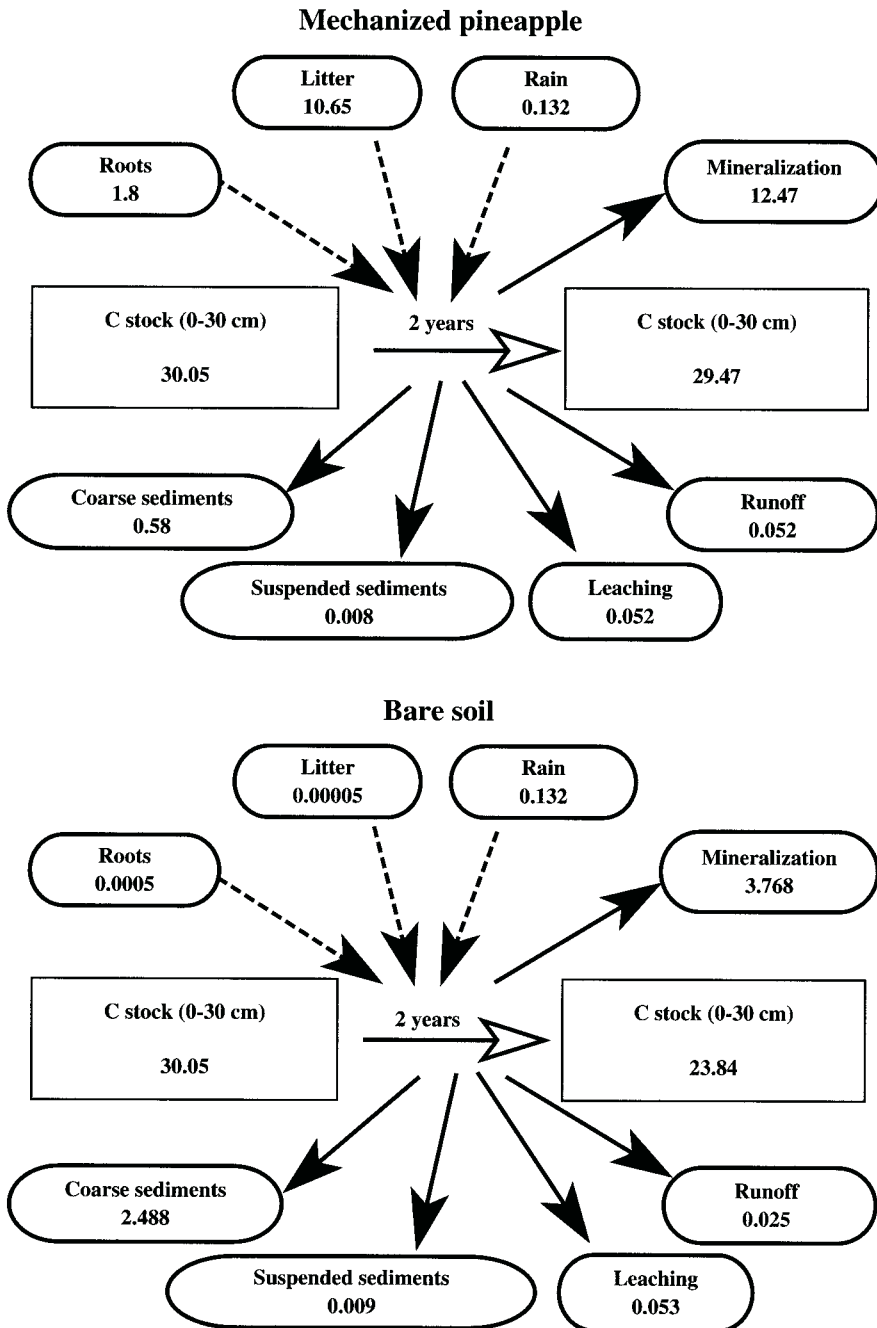 Mechanized pineapple
Litter
10.65
Rain
0.132
Roots
1.8
Mineralization
12.47
C stock (0-30 cm)
30.05
2 years
C stock (0-30 cm)
29.47
Coarse sediments
0.58
Suspended sediments
0.008
Leaching
0.052
Runoff
0.052
Bare soil
Litter
0.00005
Rain
0.132
Roots
0.0005
Mineralization
3.768
C stock (0-30 cm)
30.05
2 years
C stock (0-30 cm)
23.84
Coarse sediments
2.488
Suspended sediments
0.009
Leaching
0.053
Runoff
0.025